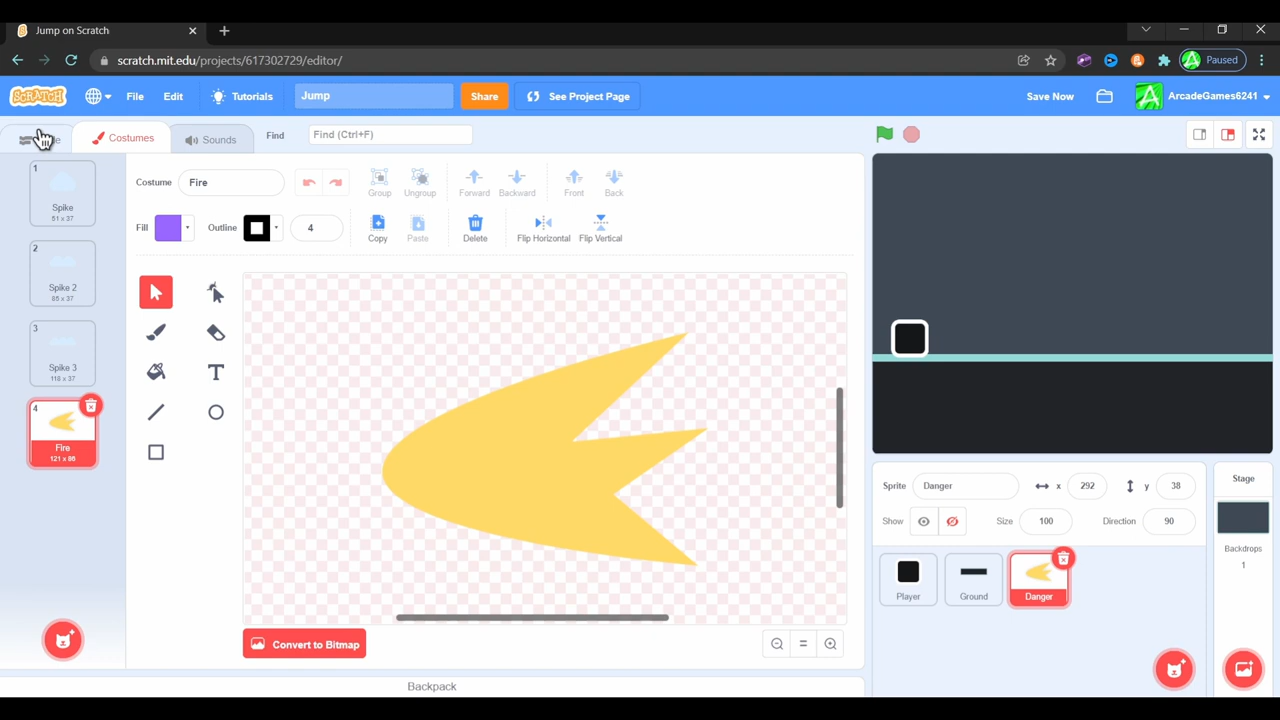 Jump on Scratch
scratch.mit.edu/projects/617302729/editor/
Paused
SCRATCH
File
Edit
Tutorials
Jump
Share
See Project Page
Save Now
ArcadeGames6241
Costumes
Sounds
Find
Find (Ctrl+F)
1
Spike
51 x 37
2
Spike 2
85 x 37
3
Spike 3
118 x 37
4
Fire
121 x 86
Costume
Fire
Group
Ungroup
Forward
Backward
Front
Back
Fill
Outline
4
Copy
Paste
Delete
Flip Horizontal
Flip Vertical
T
Convert to Bitmap
Backpack
Sprite
Danger
x
292
y
38
Show
Size
100
Direction
90
Player
Ground
Danger
Stage
Backdrops
1